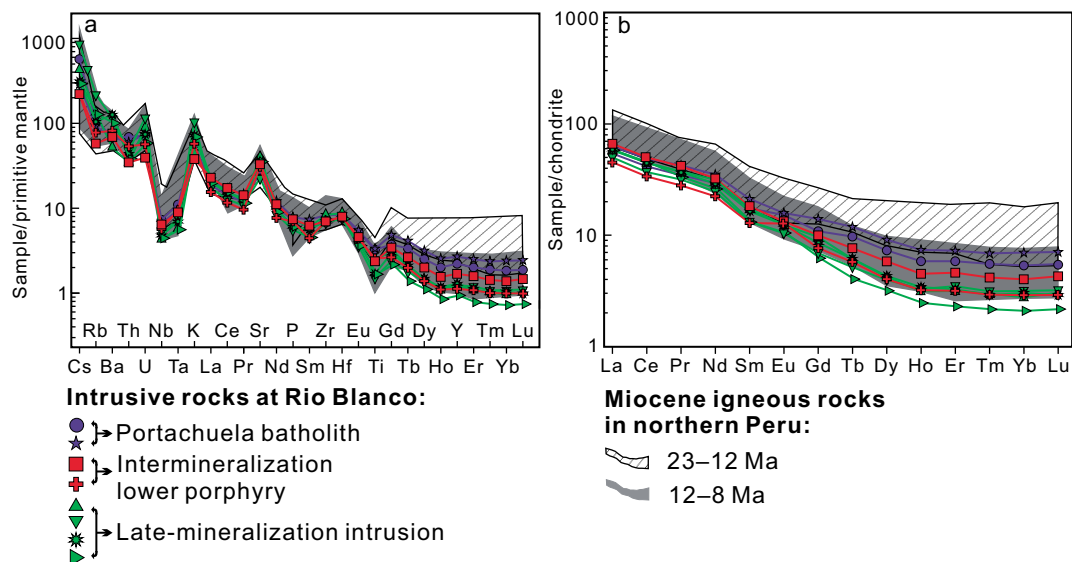 a
Sample/primitive mantle
1000
100
10
1
Rb Th Nb K Ce Sr P Zr Eu Gd Dy Y Tm Lu
Cs Ba U Ta La Pr Nd Sm Hf Ti Tb Ho Er Yb
b
Sample/chondrite
100
10
1
La Ce Pr Nd Sm Eu Gd Tb Dy Ho Er Tm Yb Lu
Intrusive rocks at Rio Blanco:
Portachuela batholith
Intermineralization
lower porphyry
Late-mineralization intrusion
Miocene igneous rocks
in northern Peru:
23–12 Ma
12–8 Ma